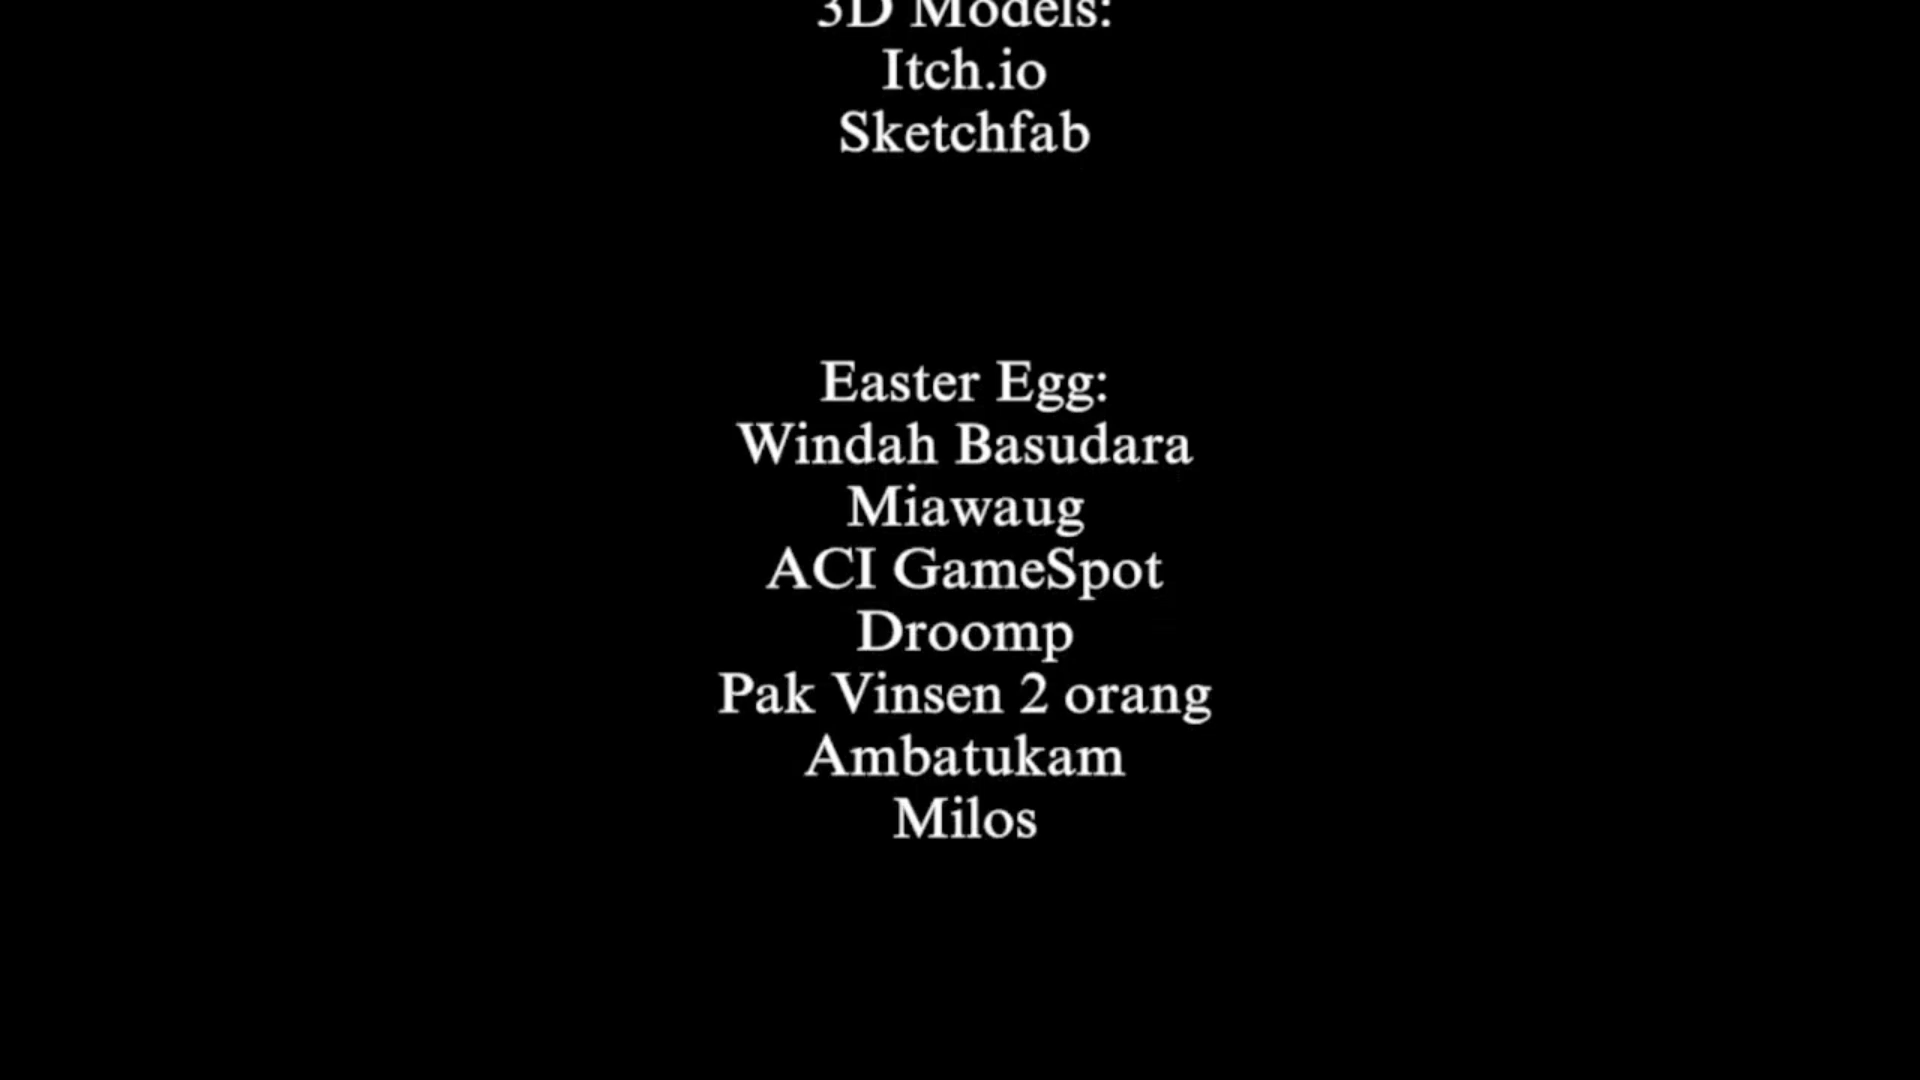 3D Models:
Itch.io
Sketchfab
Easter Egg:
Windah Basudara
Miawaug
ACI GameSpot
Droomp
Pak Vinsen 2 orang
Ambatukam
Milos